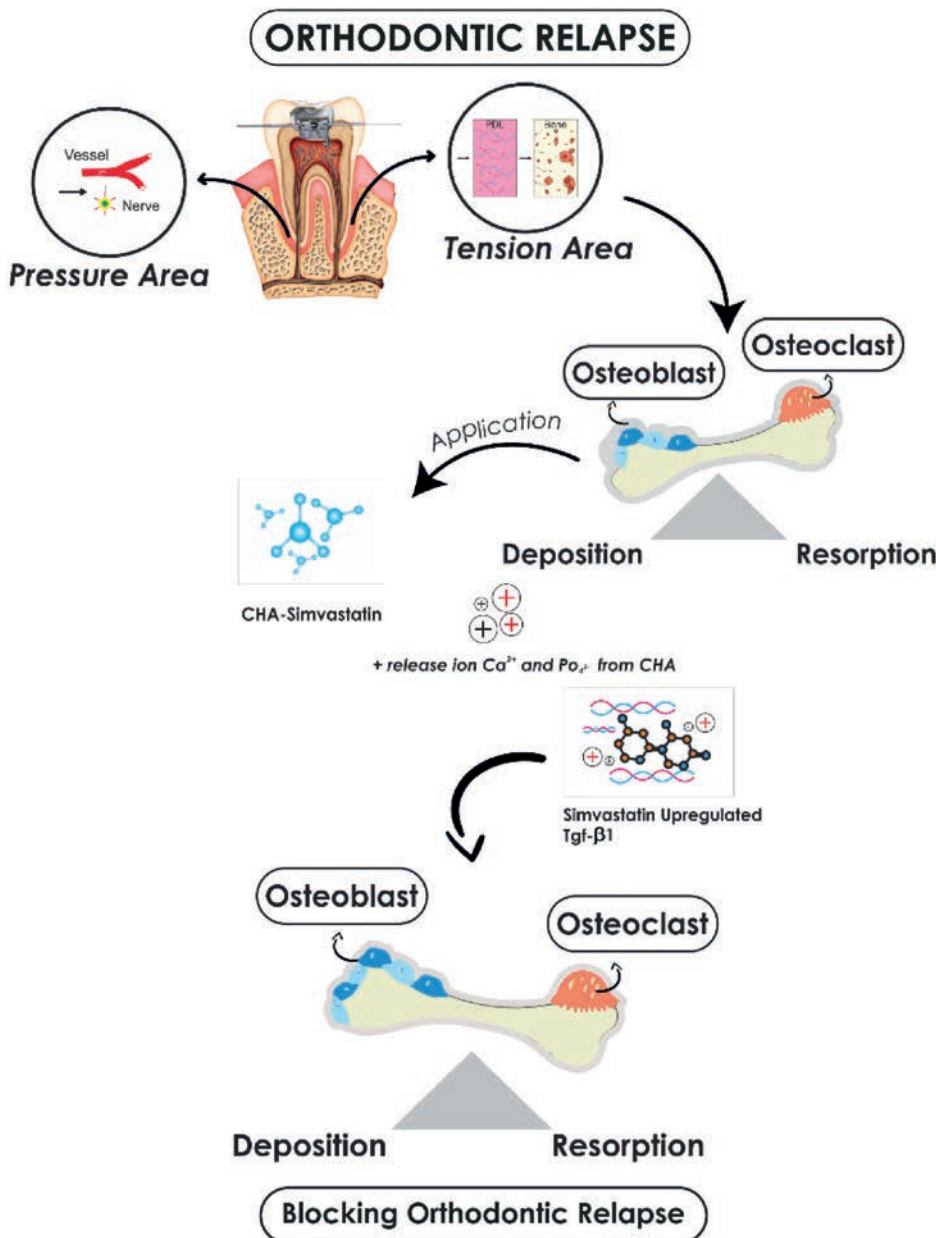 ORTHODONTIC RELAPSE
Vessel
Nerve
Pressure Area
PDL
Bone
Tension Area
Osteoblast
Osteoclast
Application
Deposition
Resorption
CHA-Simvastatin
+ release ion Ca²⁺ and Po₄²⁻ from CHA
Simvastatin Upregulated
Tgf-β1
Osteoblast
Osteoclast
Deposition
Resorption
Blocking Orthodontic Relapse